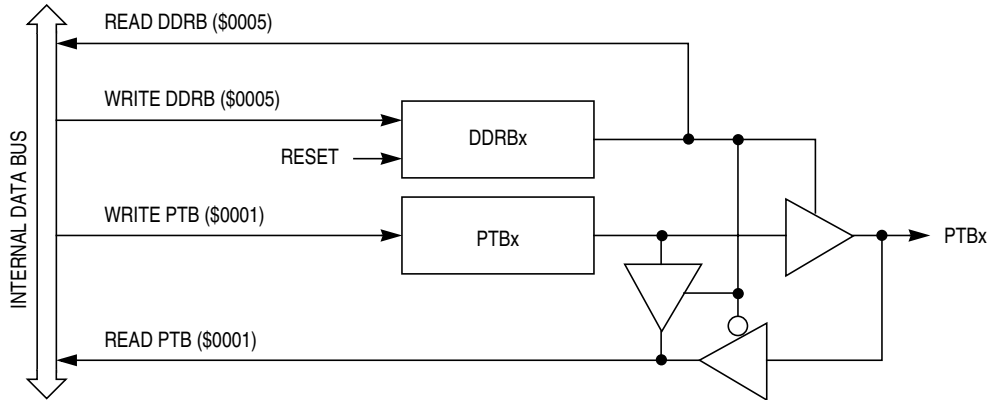 READ DDRB ($0005)
WRITE DDRB ($0005)
DDRBx
RESET
INTERNAL DATA BUS
WRITE PTB ($0001)
PTBx
PTBx
READ PTB ($0001)